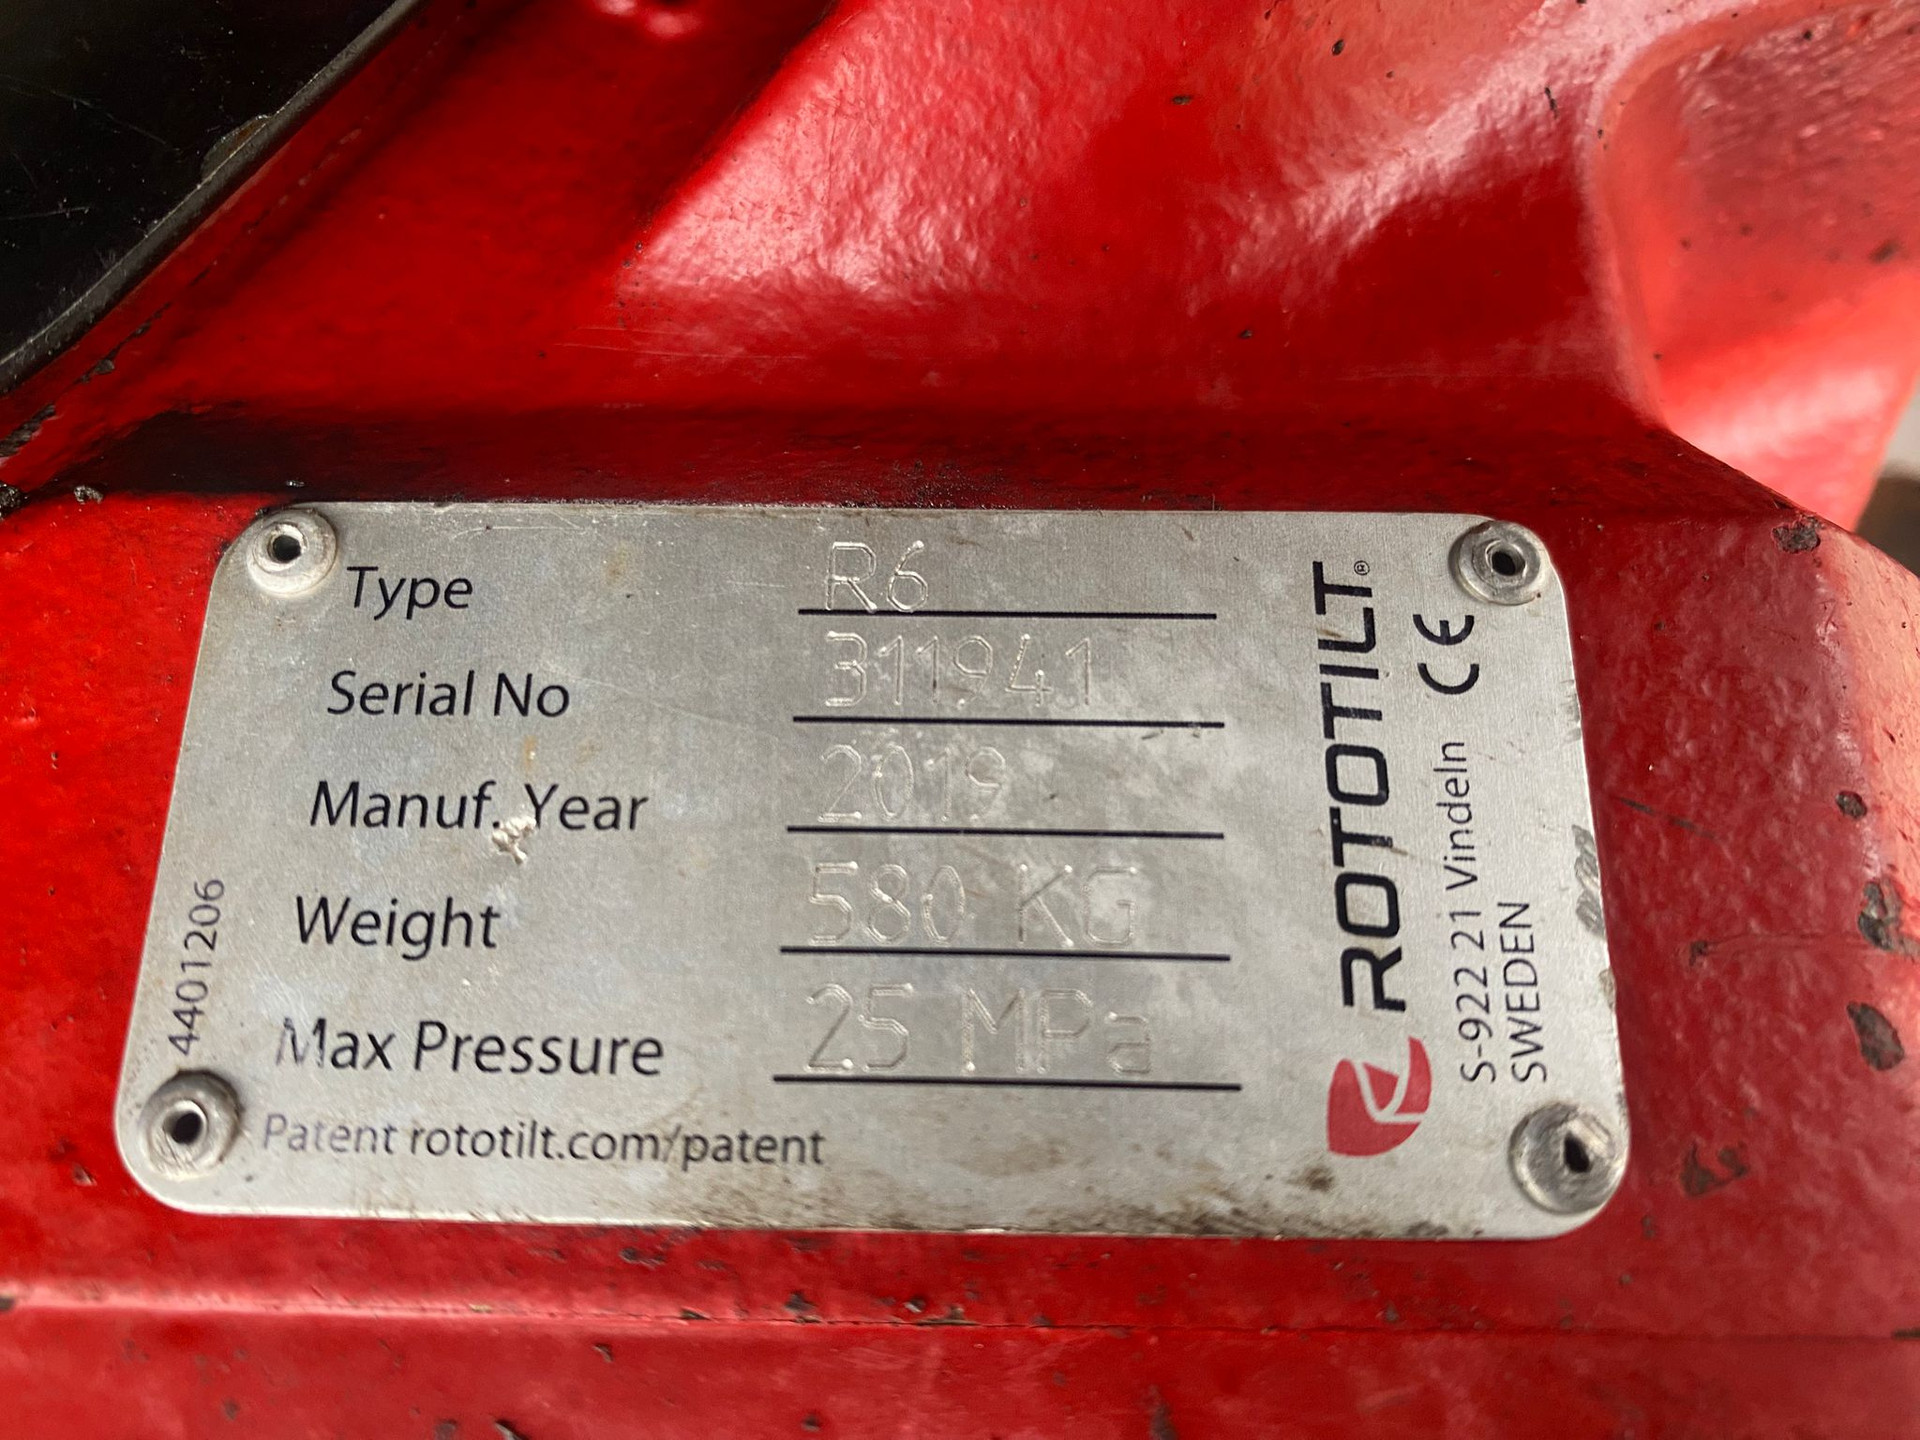 Type R6
Serial No 311941
Manuf. Year 2019
Weight 580 KG
Max Pressure 25 MPa
Patent rototilt.com/patent
4401206
ROTOTILT®
CE
S-922 21 Vindeln
SWEDEN